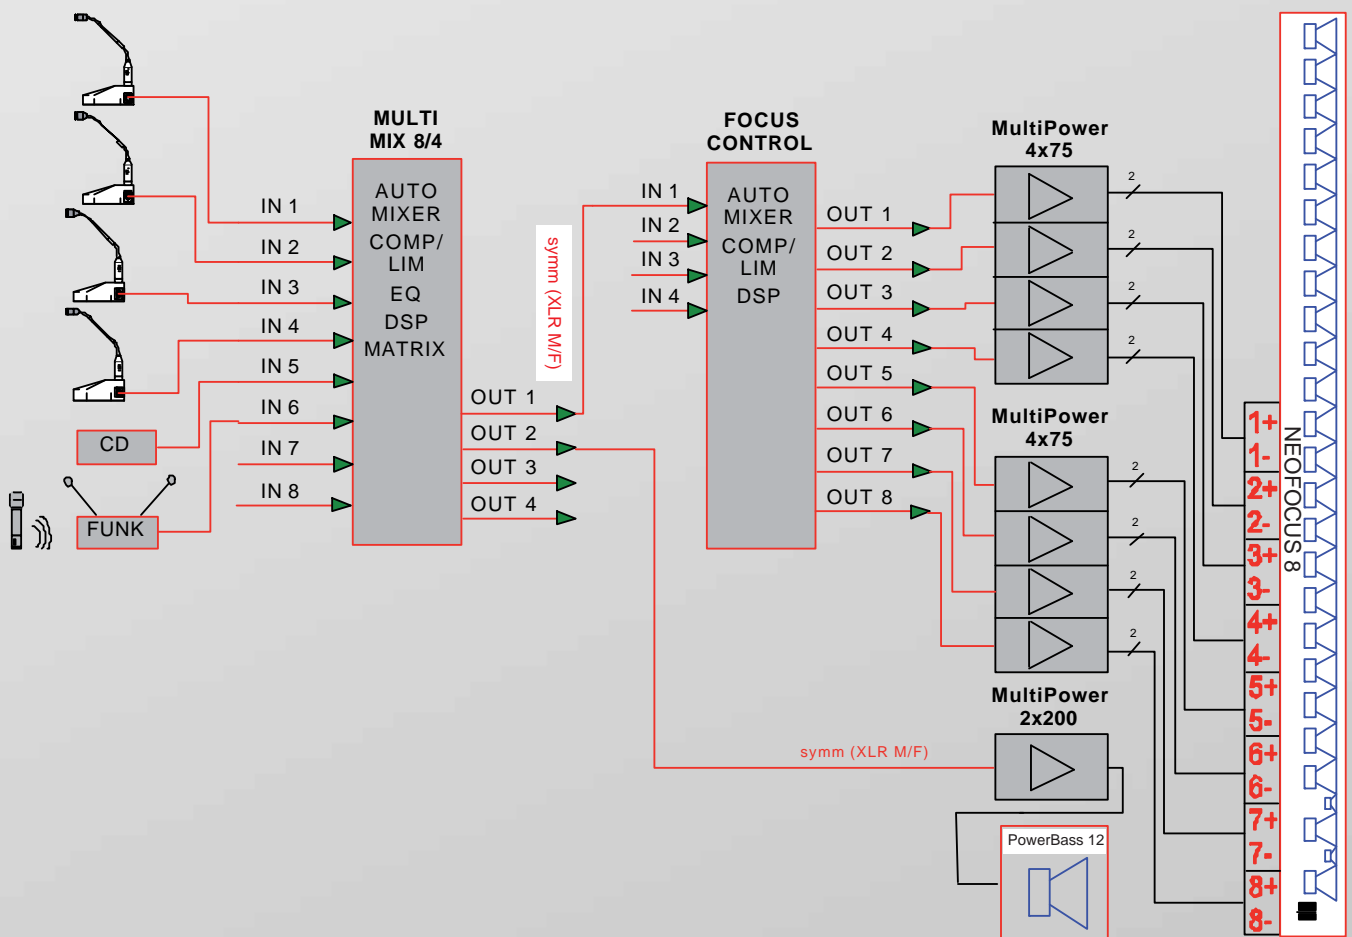 MULTI
MIX 8/4
AUTO
MIXER
COMP/
LIM
EQ
DSP
MATRIX
IN 1
IN 2
IN 3
IN 4
IN 5
IN 6
IN 7
IN 8
CD
FUNK
OUT 1
OUT 2
OUT 3
OUT 4
symm (XLR M/F)
FOCUS
CONTROL
AUTO
MIXER
COMP/
LIM
DSP
IN 1
IN 2
IN 3
IN 4
OUT 1
OUT 2
OUT 3
OUT 4
OUT 5
OUT 6
OUT 7
OUT 8
MultiPower
4x75
2
2
2
2
MultiPower
4x75
2
2
2
2
MultiPower
2x200
symm (XLR M/F)
PowerBass 12
1+
1-
2+
2-
3+
3-
4+
4-
5+
5-
6+
6-
7+
7-
8+
8-
NEOFOCUS 8